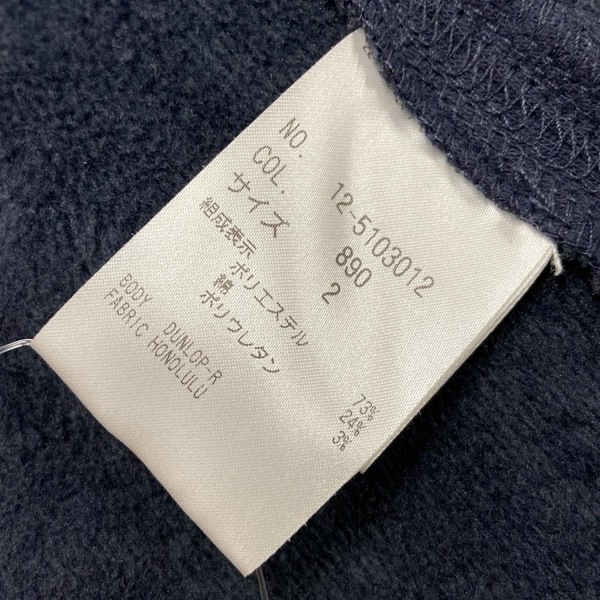 NO. 12-5103012
COL. 890
サイズ 2
組成表示 ポリエステル 73%
綿 24%
ポリウレタン 3%
BODY DUNLOP-R
FABRIC HONOLULU